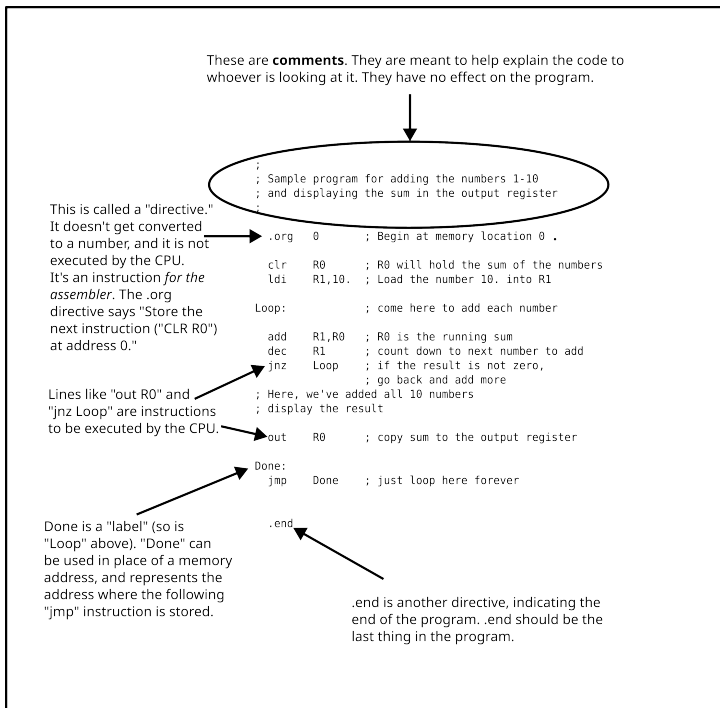 These are comments. They are meant to help explain the code to
whoever is looking at it. They have no effect on the program.
;
; Sample program for adding the numbers 1-10
; and displaying the sum in the output register
;
This is called a "directive."
It doesn't get converted
to a number, and it is not
executed by the CPU.
It's an instruction for the
assembler. The .org
directive says "Store the
next instruction ("CLR R0")
at address 0."
.org 0 ; Begin at memory location 0 .
clr R0 ; R0 will hold the sum of the numbers
ldi R1,10. ; Load the number 10. into R1
Loop: ; come here to add each number
add R1,R0 ; R0 is the running sum
dec R1 ; count down to next number to add
jnz Loop ; if the result is not zero,
; go back and add more
; Here, we've added all 10 numbers
; display the result
Lines like "out R0" and
"jnz Loop" are instructions
to be executed by the CPU.
out R0 ; copy sum to the output register
Done:
jmp Done ; just loop here forever
.end
Done is a "label" (so is
"Loop" above). "Done" can
be used in place of a memory
address, and represents the
address where the following
"jmp" instruction is stored.
.end is another directive, indicating the
end of the program. .end should be the
last thing in the program.